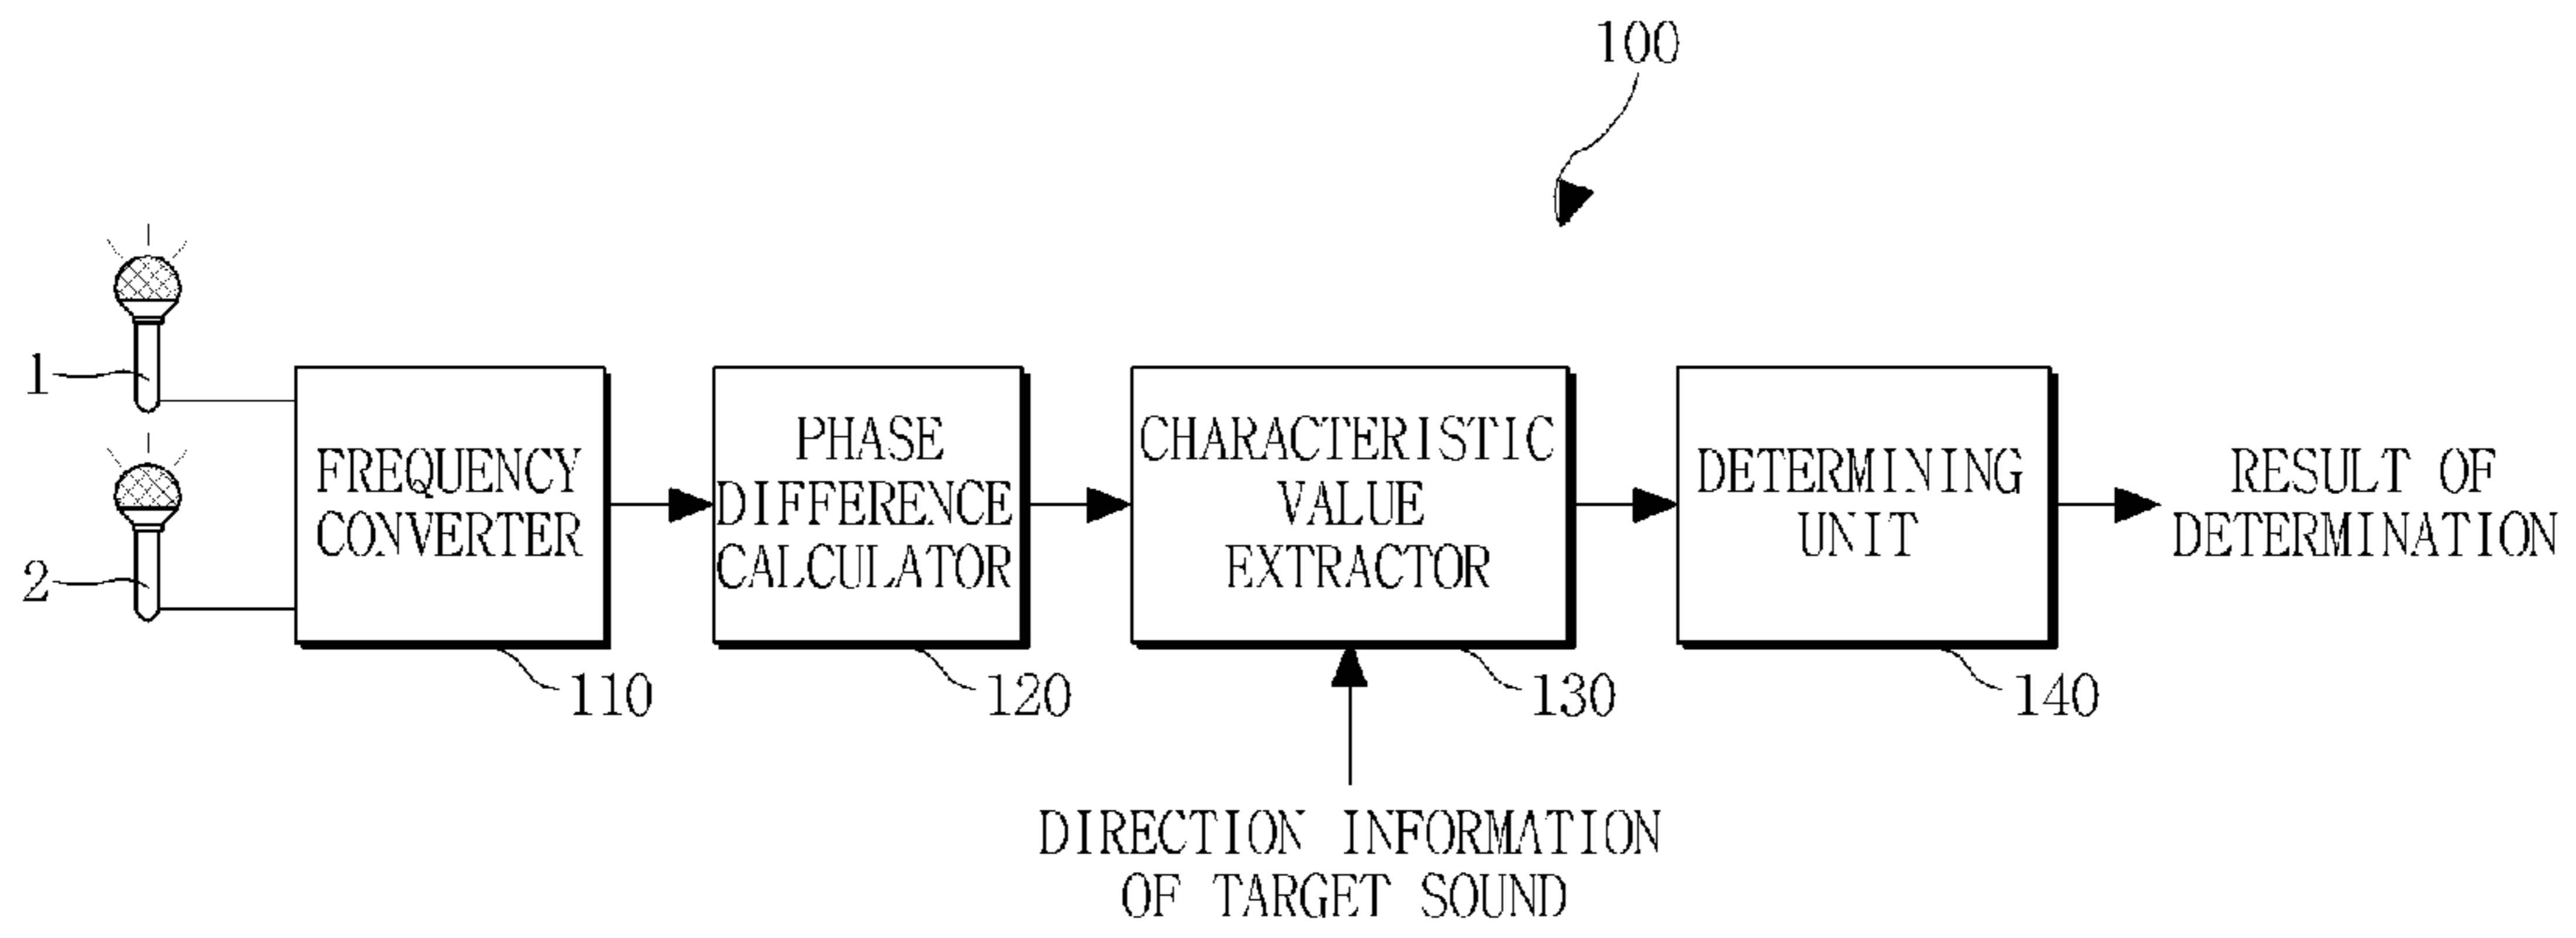 100
1
2
FREQUENCY
CONVERTER
110
PHASE
DIFFERENCE
CALCULATOR
120
CHARACTERISTIC
VALUE
EXTRACTOR
130
DETERMINING
UNIT
140
RESULT OF
DETERMINATION
DIRECTION INFORMATION
OF TARGET SOUND